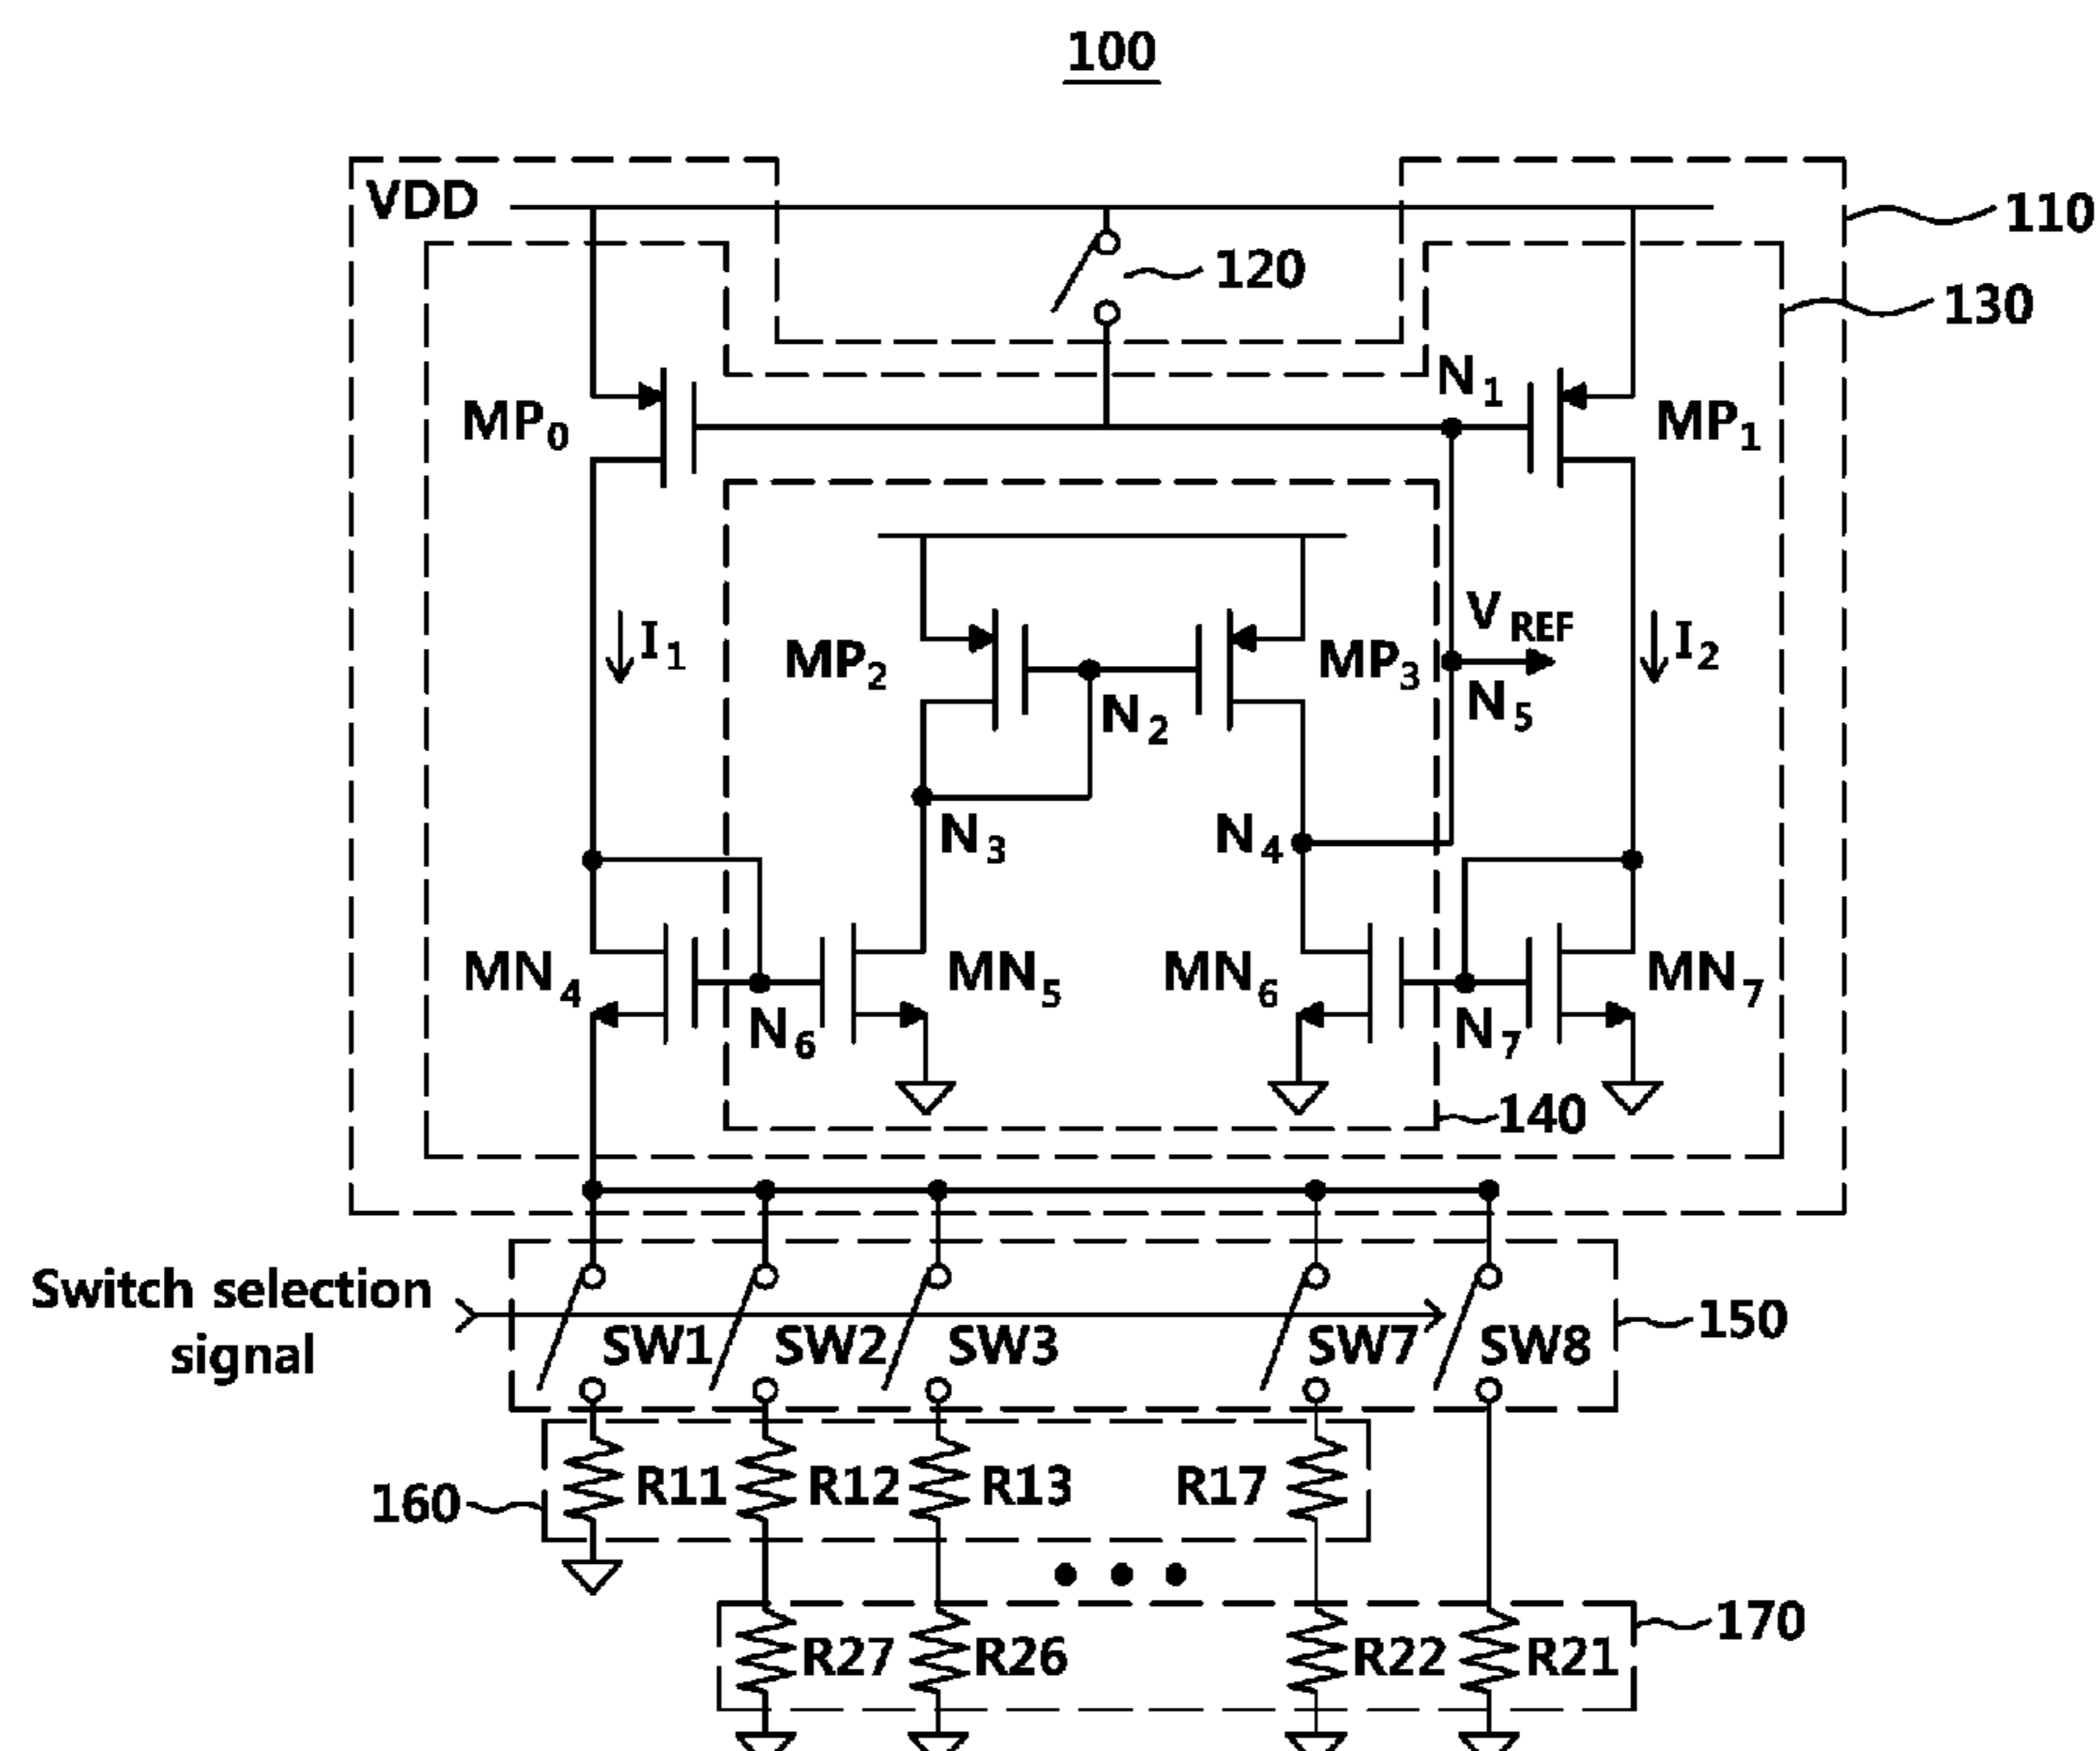 100
VDD
110
120
130
N1
MP0
MP1
VREF
I1
MP2
MP3
I2
N2
N5
N3
N4
MN4
MN5
MN6
MN7
N6
N7
140
Switch selection
signal
SW1
SW2
SW3
SW7
SW8
150
160
R11
R12
R13
R17
170
R27
R26
R22
R21